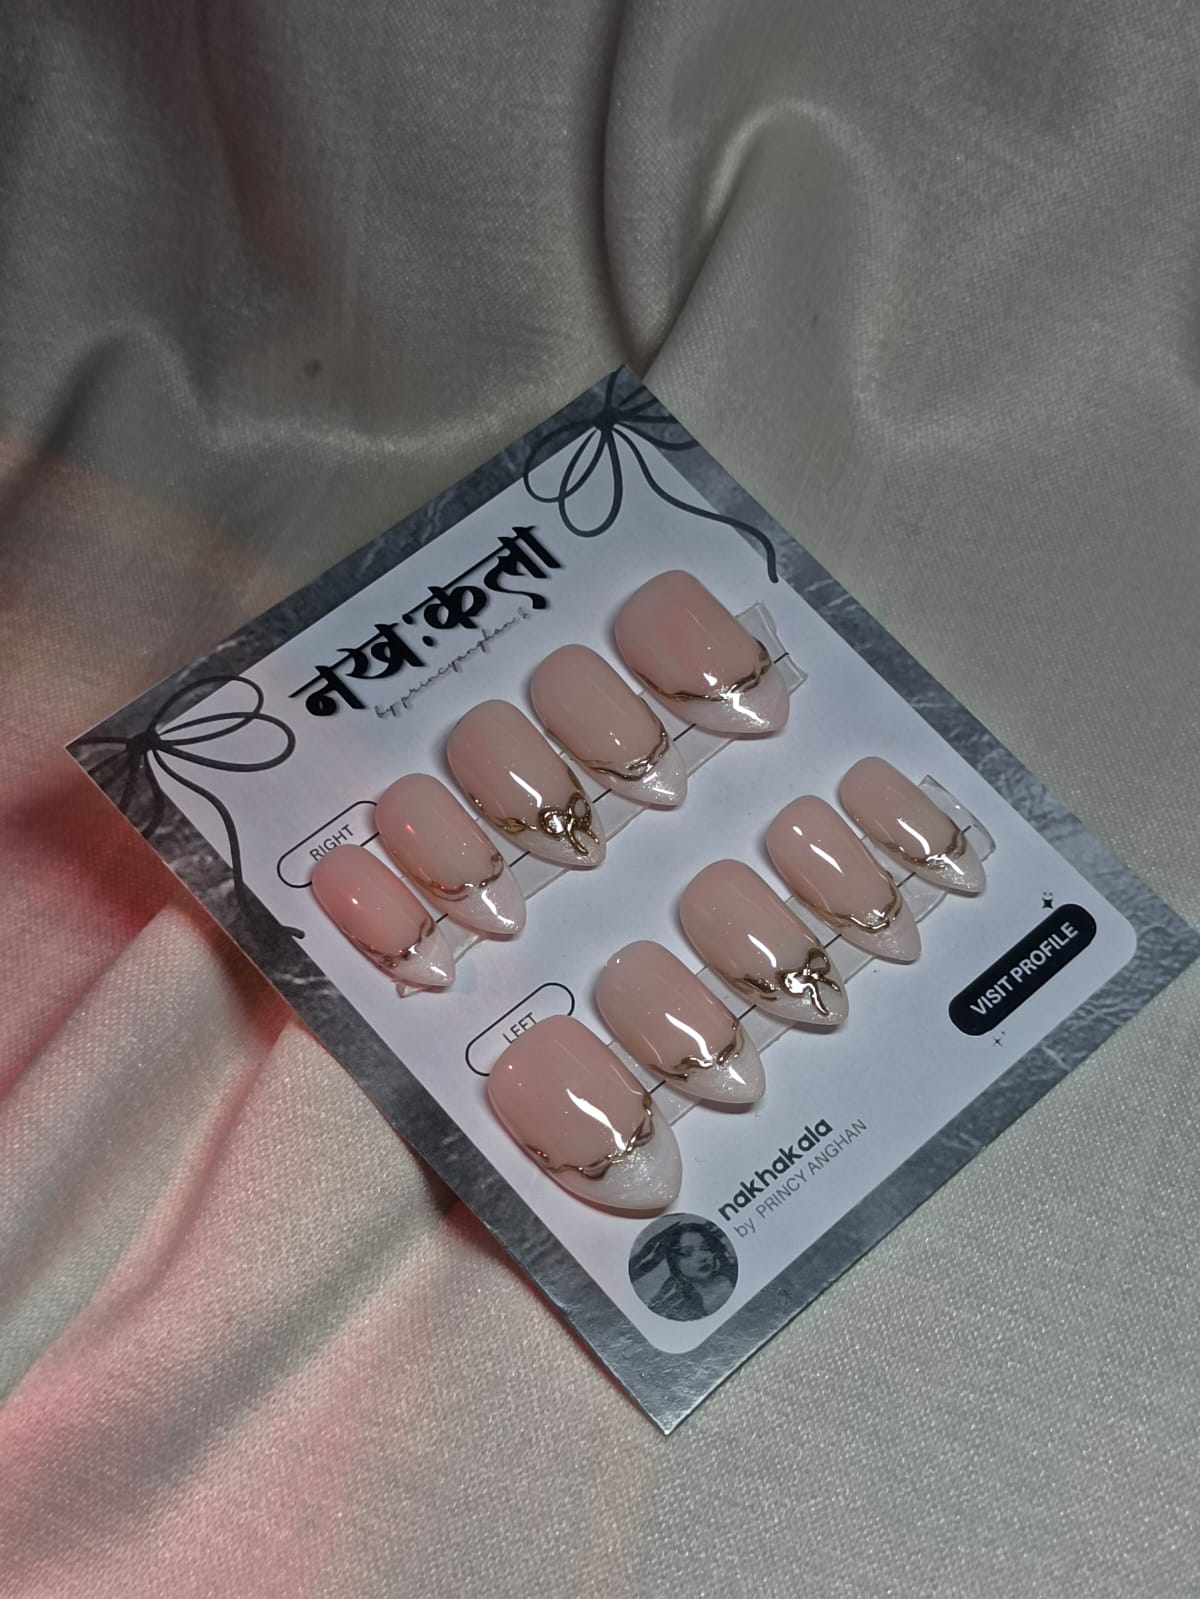 नखःकला
by princyanghan
RIGHT
LEFT
VISIT PROFILE
nakhakala
by PRINCY ANGHAN